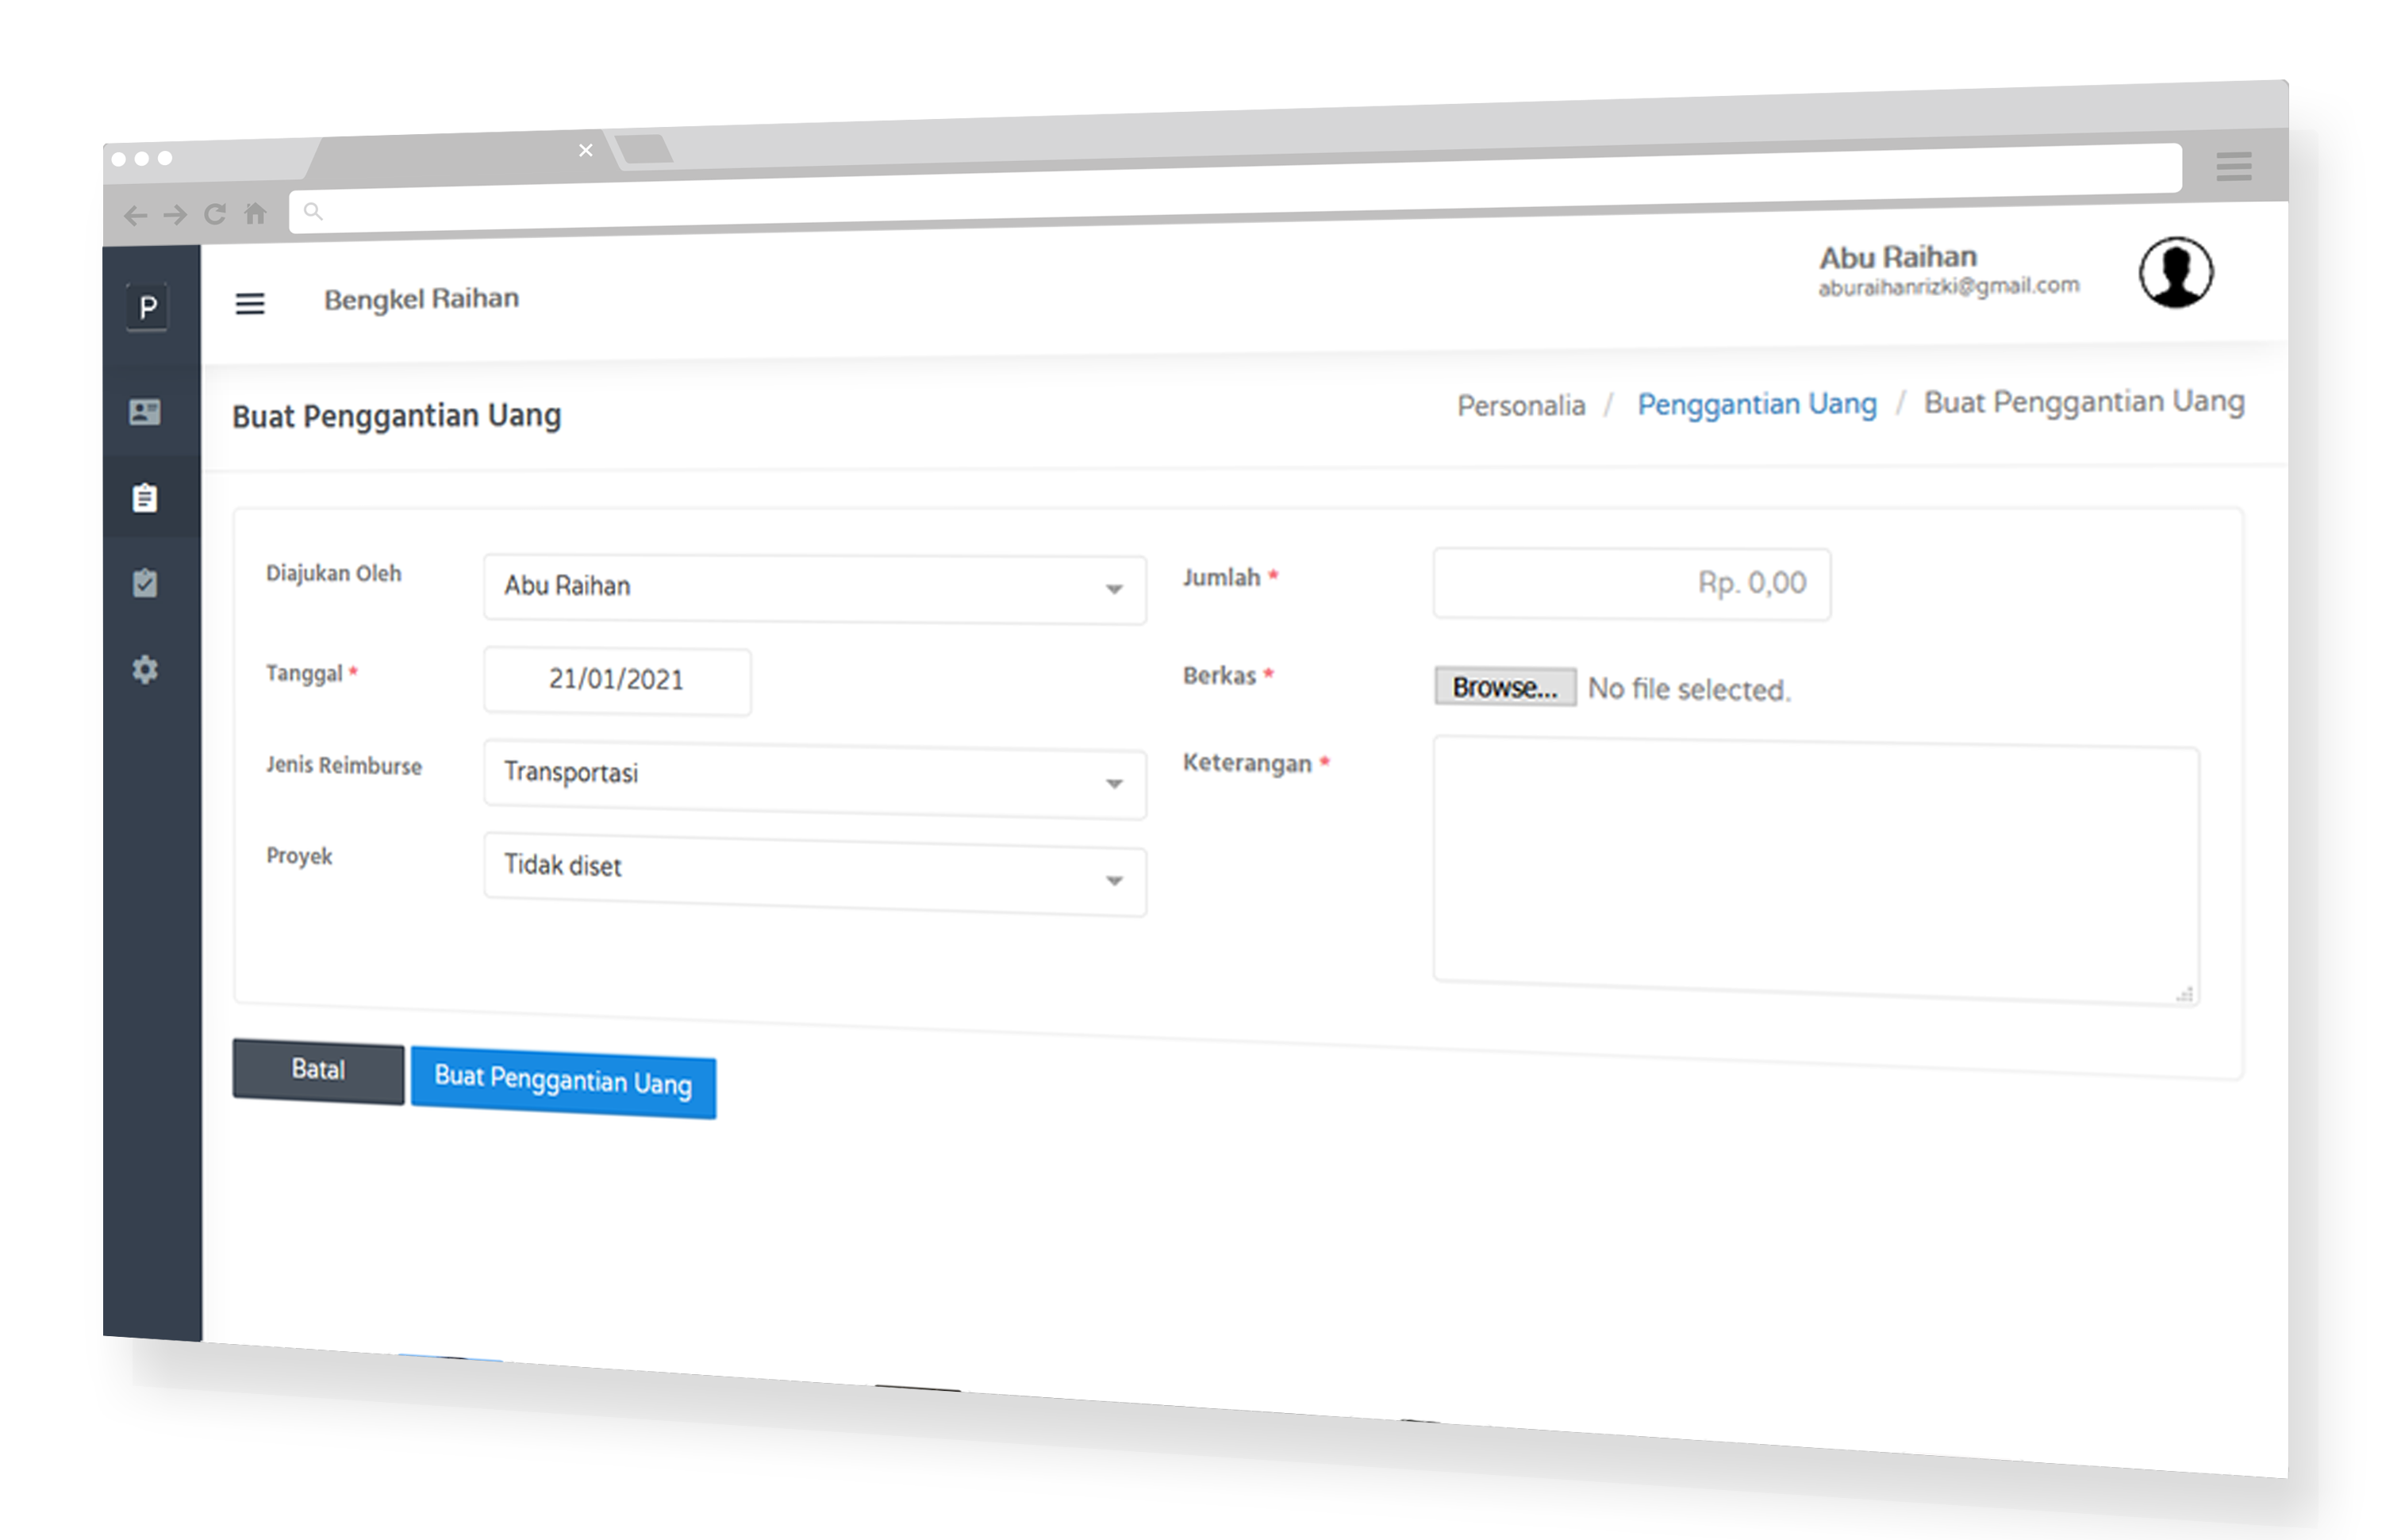 Abu Raihan
aburaihanrizki@gmail.com
P
Bengkel Raihan
Buat Penggantian Uang
Personalia / Penggantian Uang / Buat Penggantian Uang
Diajukan Oleh
Abu Raihan
Tanggal *
21/01/2021
Jenis Reimburse
Transportasi
Proyek
Tidak diset
Jumlah *
Rp. 0,00
Berkas *
Browse... No file selected.
Keterangan *
Batal
Buat Penggantian Uang